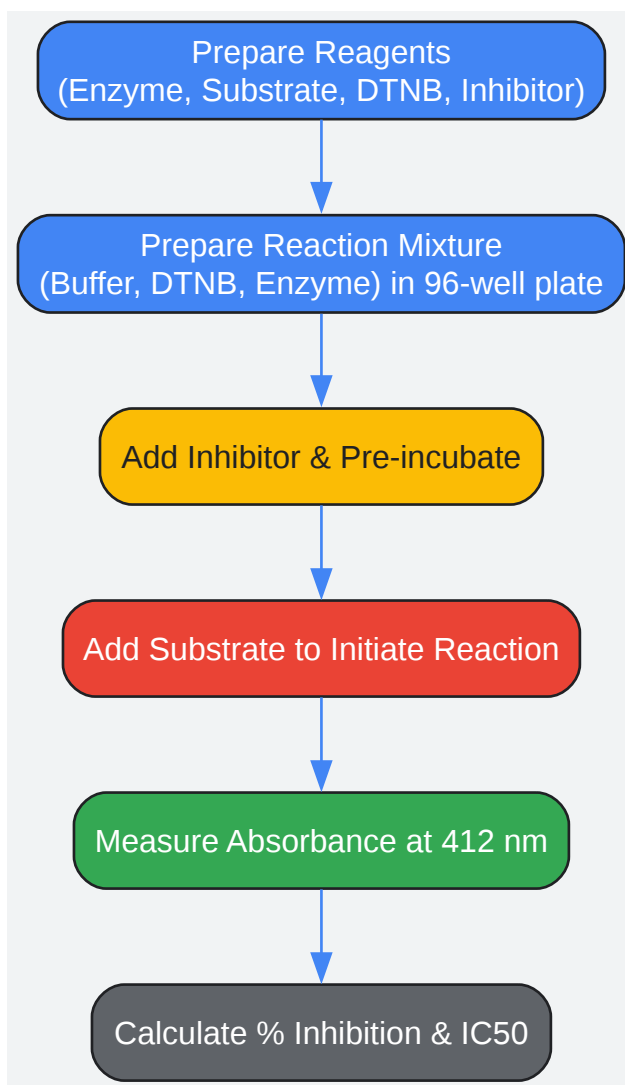 Prepare Reagents
(Enzyme, Substrate, DTNB, Inhibitor)
Prepare Reaction Mixture
(Buffer, DTNB, Enzyme) in 96-well plate
Add Inhibitor & Pre-incubate
Add Substrate to Initiate Reaction
Measure Absorbance at 412 nm
Calculate % Inhibition & IC50